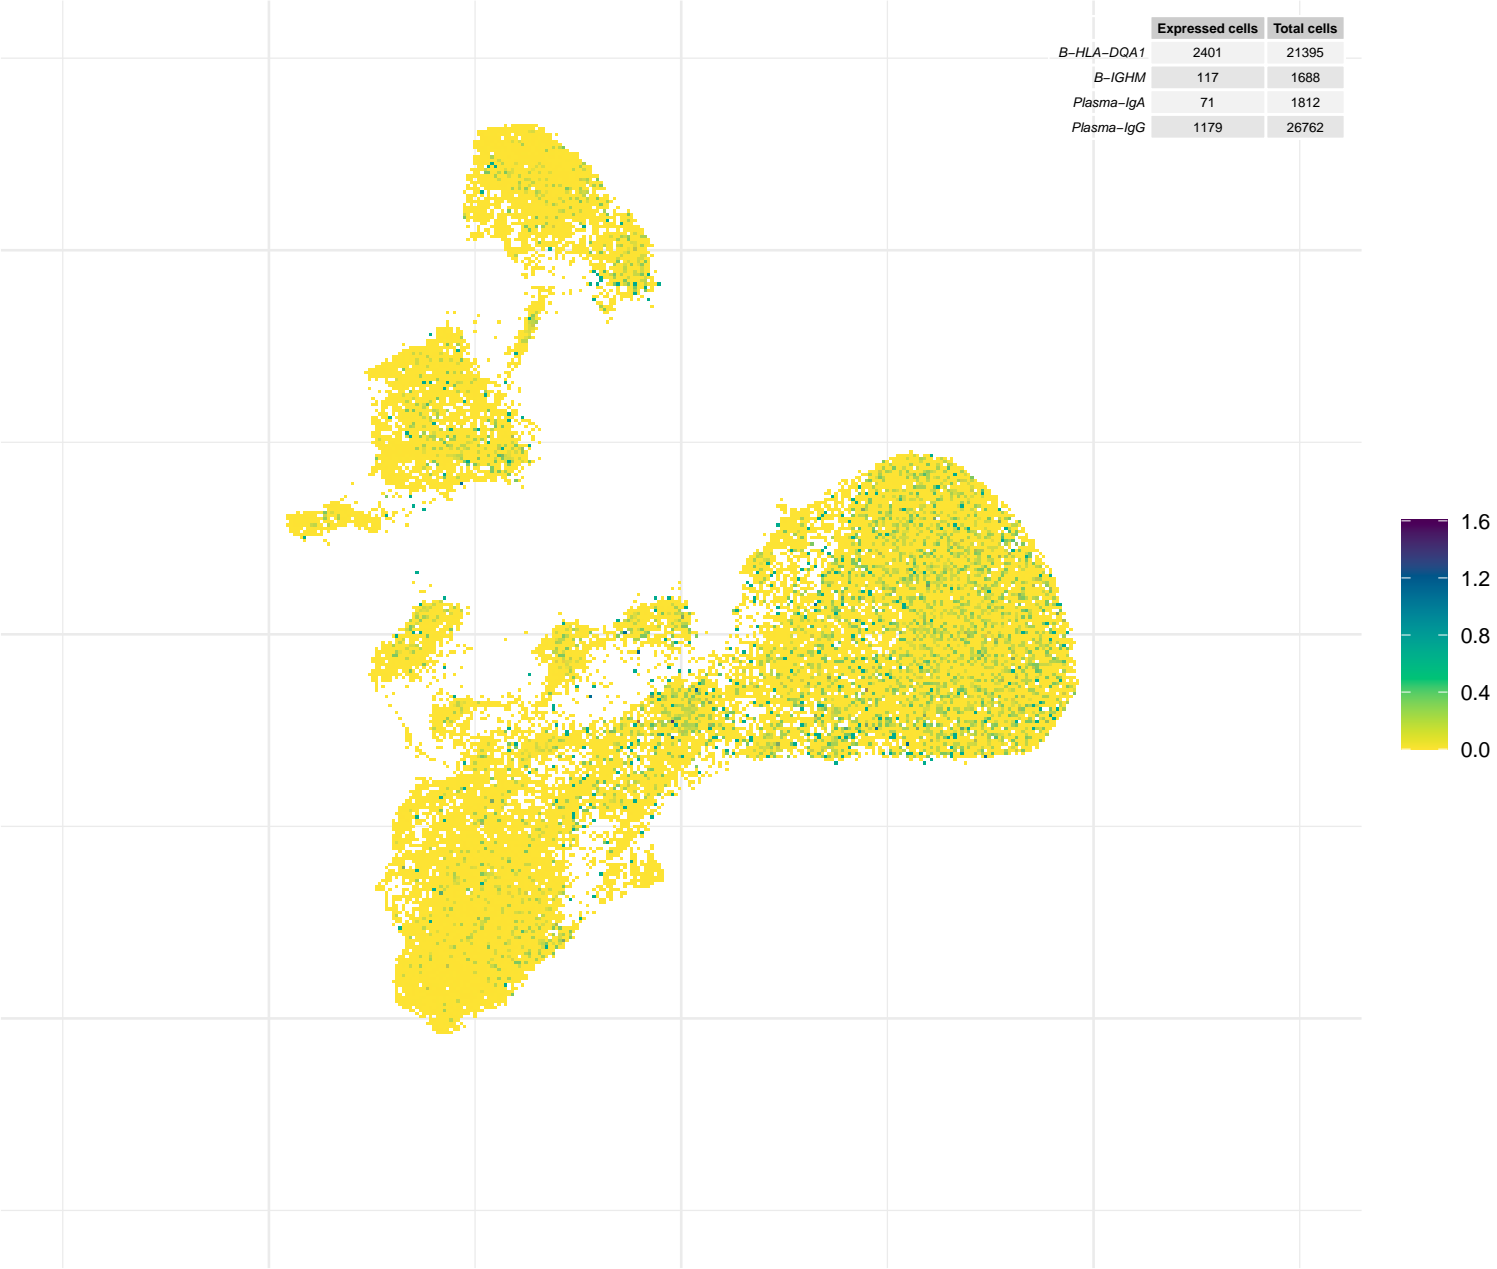 Expressed cells Total cells
B−HLA−DQA1 2401 21395
B−IGHM 117 1688
Plasma−IgA 71 1812
Plasma−IgG 1179 26762
1.6
1.2
0.8
0.4
0.0